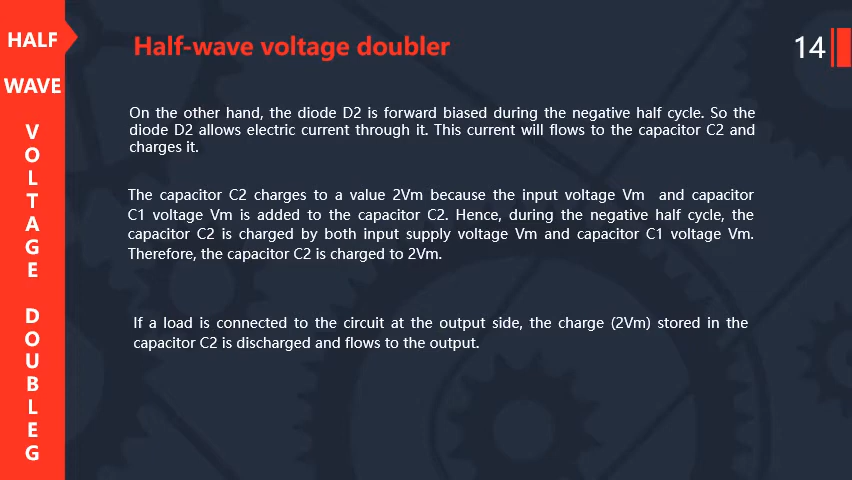 HALF
WAVE
V
O
L
T
A
G
E
D
O
U
B
L
E
G
Half-wave voltage doubler
14
On the other hand, the diode D2 is forward biased during the negative half cycle. So the
diode D2 allows electric current through it. This current will flows to the capacitor C2 and
charges it.
The capacitor C2 charges to a value 2Vm because the input voltage Vm and capacitor
C1 voltage Vm is added to the capacitor C2. Hence, during the negative half cycle, the
capacitor C2 is charged by both input supply voltage Vm and capacitor C1 voltage Vm.
Therefore, the capacitor C2 is charged to 2Vm.
If a load is connected to the circuit at the output side, the charge (2Vm) stored in the
capacitor C2 is discharged and flows to the output.